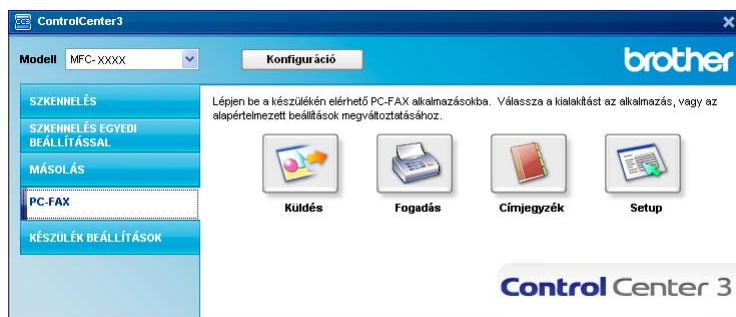 ControlCenter3
Modell MFC-XXXX Konfiguráció brother
SZKENNELÉS
SZKENNELÉS EGYEDI
BEÁLLÍTÁSSAL
MÁSOLÁS
PC-FAX
KÉSZÜLÉK BEÁLLÍTÁSOK
Lépjen be a készülékén elérhető PC-FAX alkalmazásokba. Válassza a kialakítást az alkalmazás, vagy az
alapértelmezett beállítások megváltoztatásához.
Küldés Fogadás Címjegyzék Setup
Control Center 3